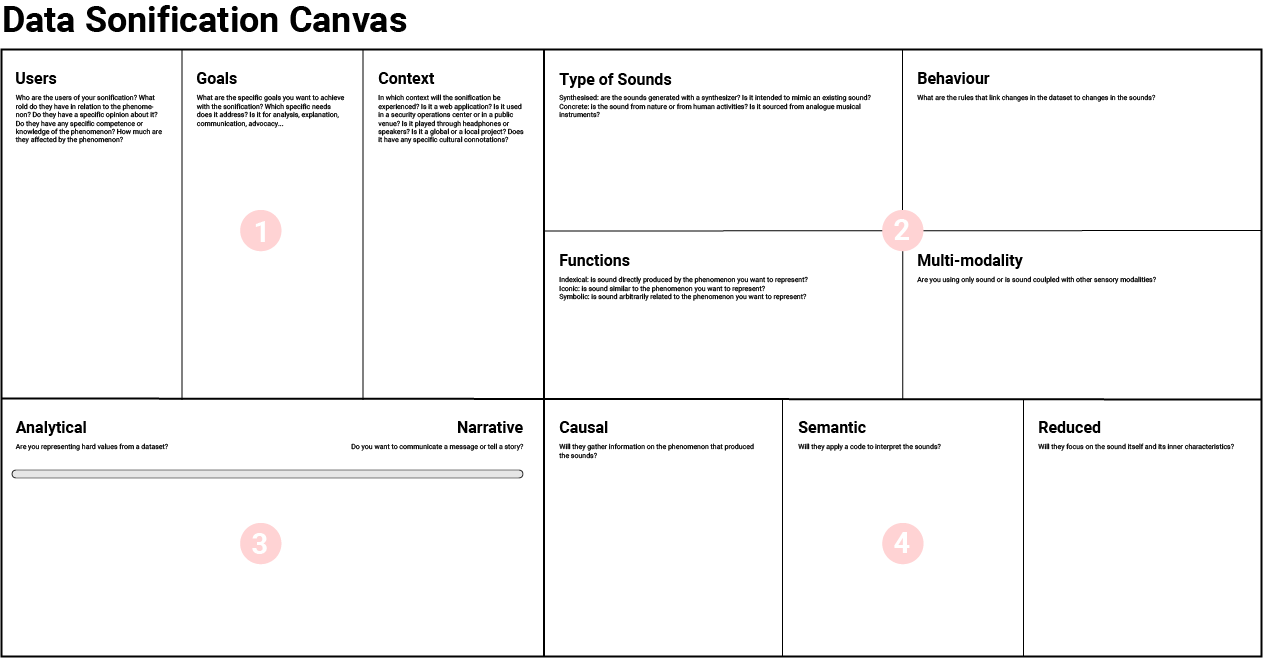 Data Sonification Canvas
Users
Who are the users of your sonification? What
rold do they have in relation to the phenome-
non? Do they have a specific opinion about it?
Do they have any specific competence or
knowledge of the phenomenon? How much are
they affected by the phenomenon?
Goals
What are the specific goals you want to achieve
with the sonification? Which specific needs
does it address? Is it for analysis, explanation,
communication, advocacy...
Context
In which context will the sonification be
experienced? Is it a web application? Is it used
in a security operations center or in a public
venue? Is it played through headphones or
speakers? Is it a global or a local project? Does
it have any specific cultural connotations?
1
Type of Sounds
Synthesised: are the sounds generated with a synthesizer? Is it intended to mimic an existing sound?
Concrete: Is the sound from nature or from human activities? Is it sourced from analogue musical
instruments?
Behaviour
What are the rules that link changes in the dataset to changes in the sounds?
2
Functions
Indexical: is sound directly produced by the phenomenon you want to represent?
Iconic: is sound similar to the phenomenon you want to represent?
Symbolic: is sound arbitrarily related to the phenomenon you want to represent?
Multi-modality
Are you using only sound or is sound coulpled with other sensory modalities?
Analytical
Are you representing hard values from a dataset?
Narrative
Do you want to communicate a message or tell a story?
3
Causal
Will they gather information on the phenomenon that produced
the sounds?
Semantic
Will they apply a code to interpret the sounds?
Reduced
Will they focus on the sound itself and its inner characteristics?
4